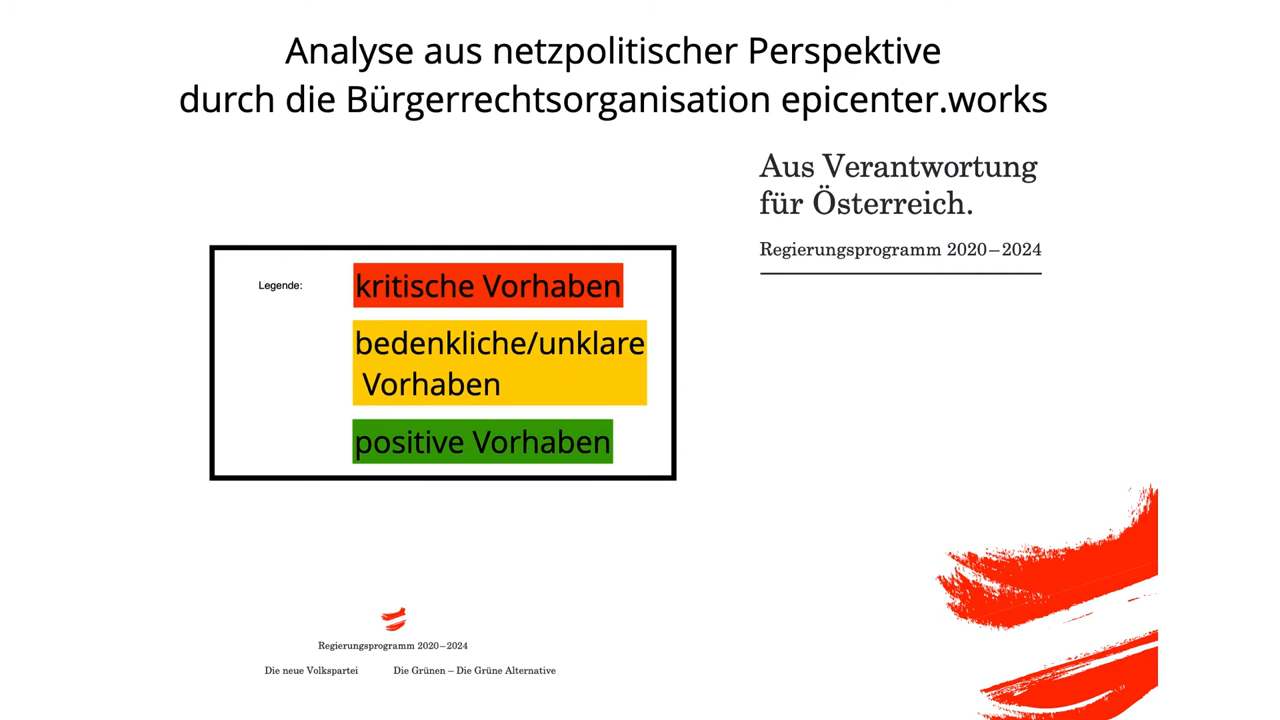 Analyse aus netzpolitischer Perspektive
durch die Bürgerrechtsorganisation epicenter.works
Aus Verantwortung
für Österreich.
Regierungsprogramm 2020–2024
Legende:
kritische Vorhaben
bedenkliche/unklare
Vorhaben
positive Vorhaben
Regierungsprogramm 2020–2024
Die neue Volkspartei Die Grünen – Die Grüne Alternative